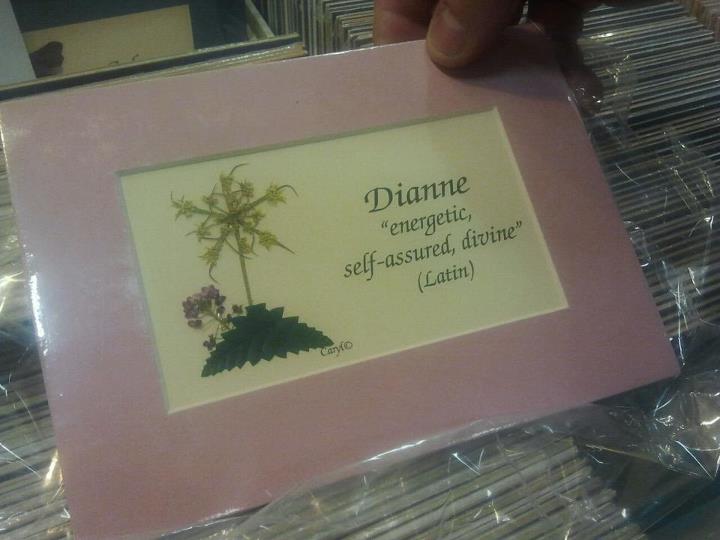 Dianne
“energetic,
self-assured, divine”
(Latin)
Caryl©